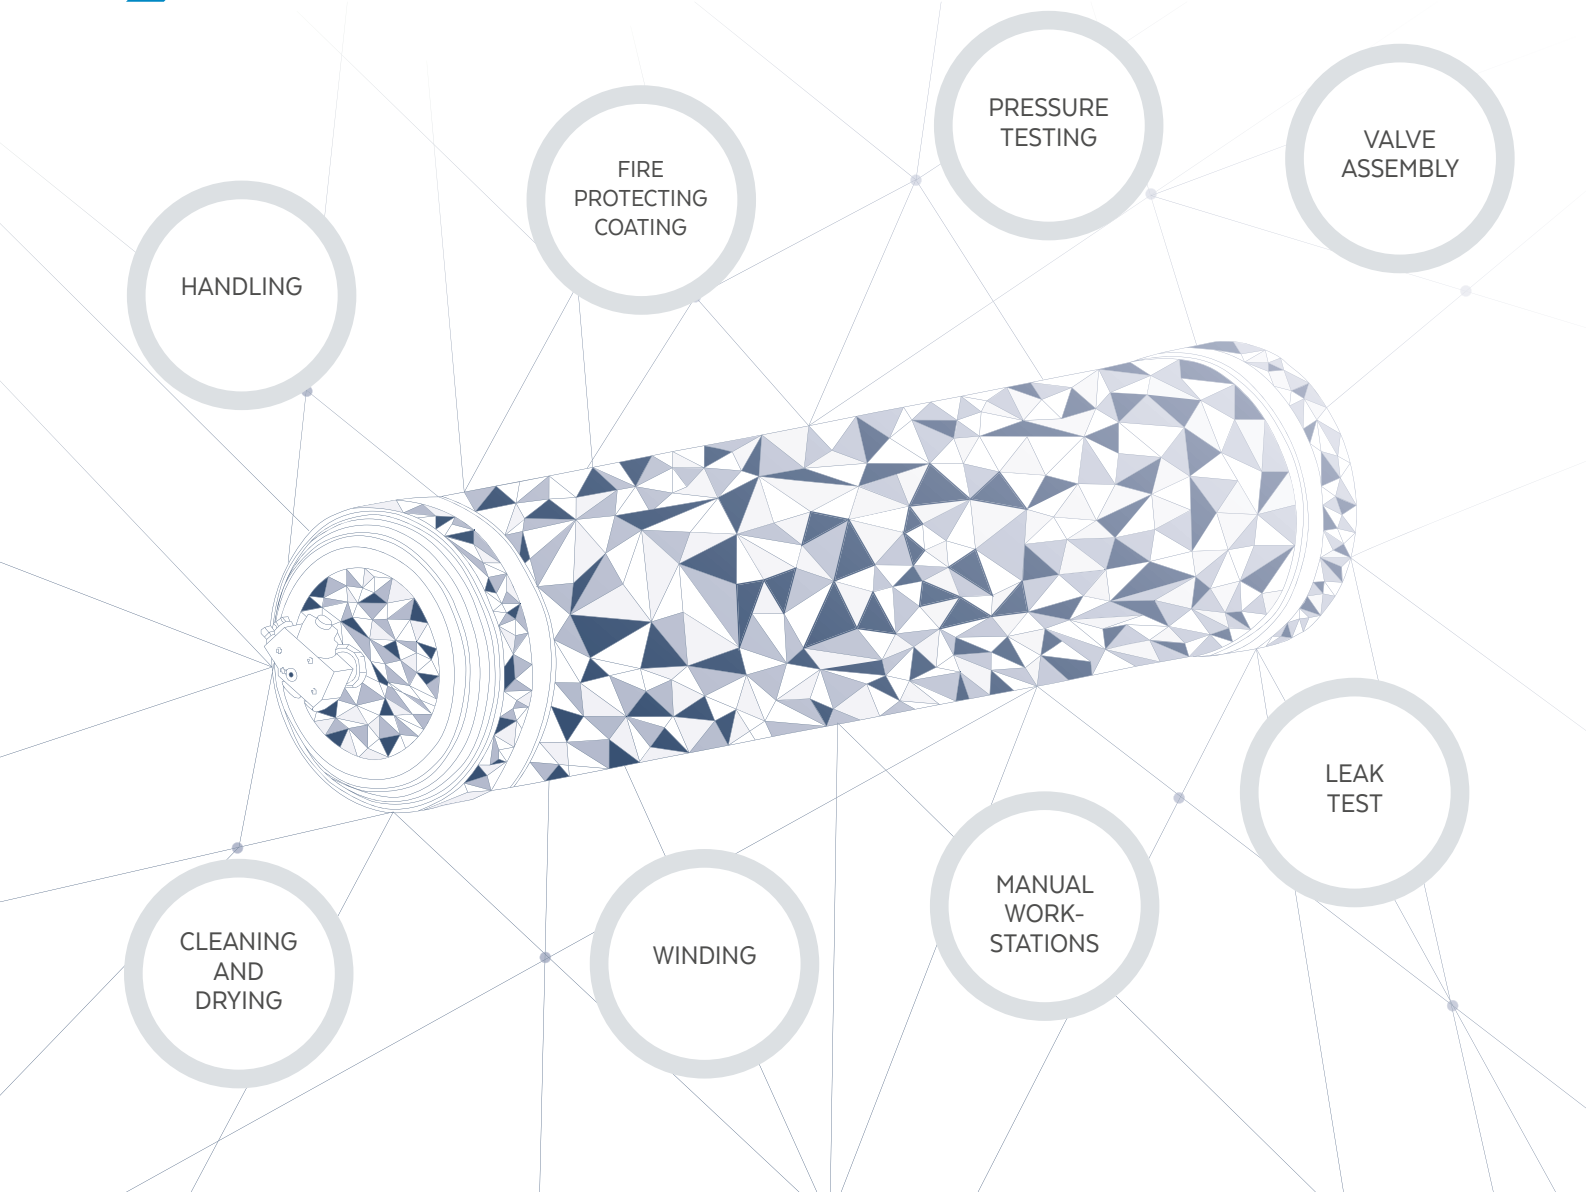 PRESSURE
TESTING
VALVE
ASSEMBLY
FIRE
PROTECTING
COATING
HANDLING
LEAK
TEST
MANUAL
WORK-
STATIONS
CLEANING
AND
DRYING
WINDING